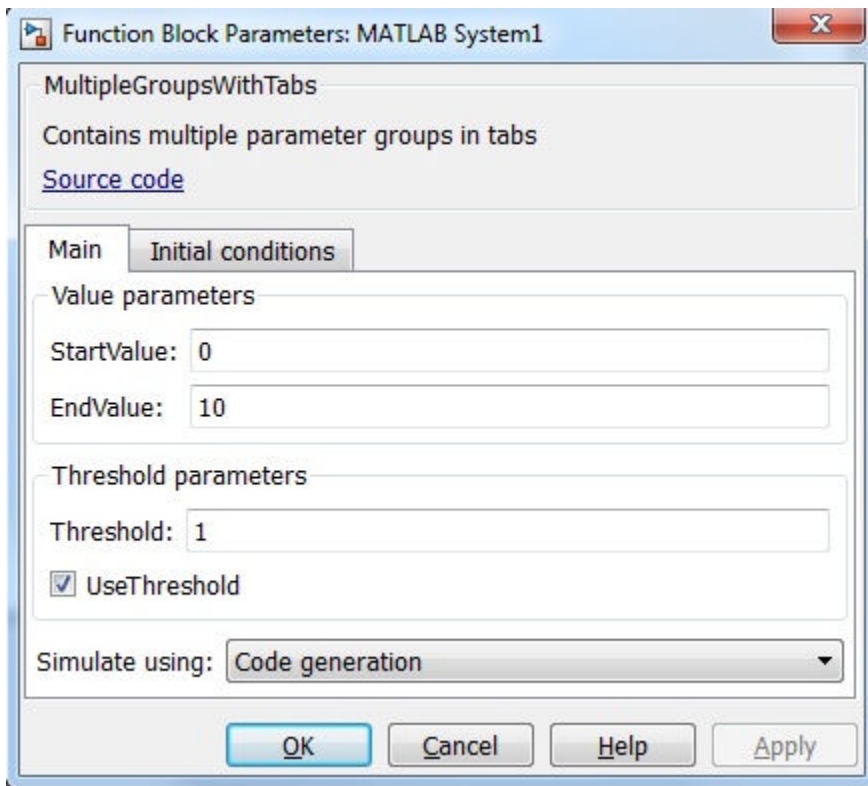 Function Block Parameters: MATLAB System1
MultipleGroupsWithTabs
Contains multiple parameter groups in tabs
Source code
Main Initial conditions
Value parameters
StartValue: 0
EndValue: 10
Threshold parameters
Threshold: 1
UseThreshold
Simulate using: Code generation
OK Cancel Help Apply